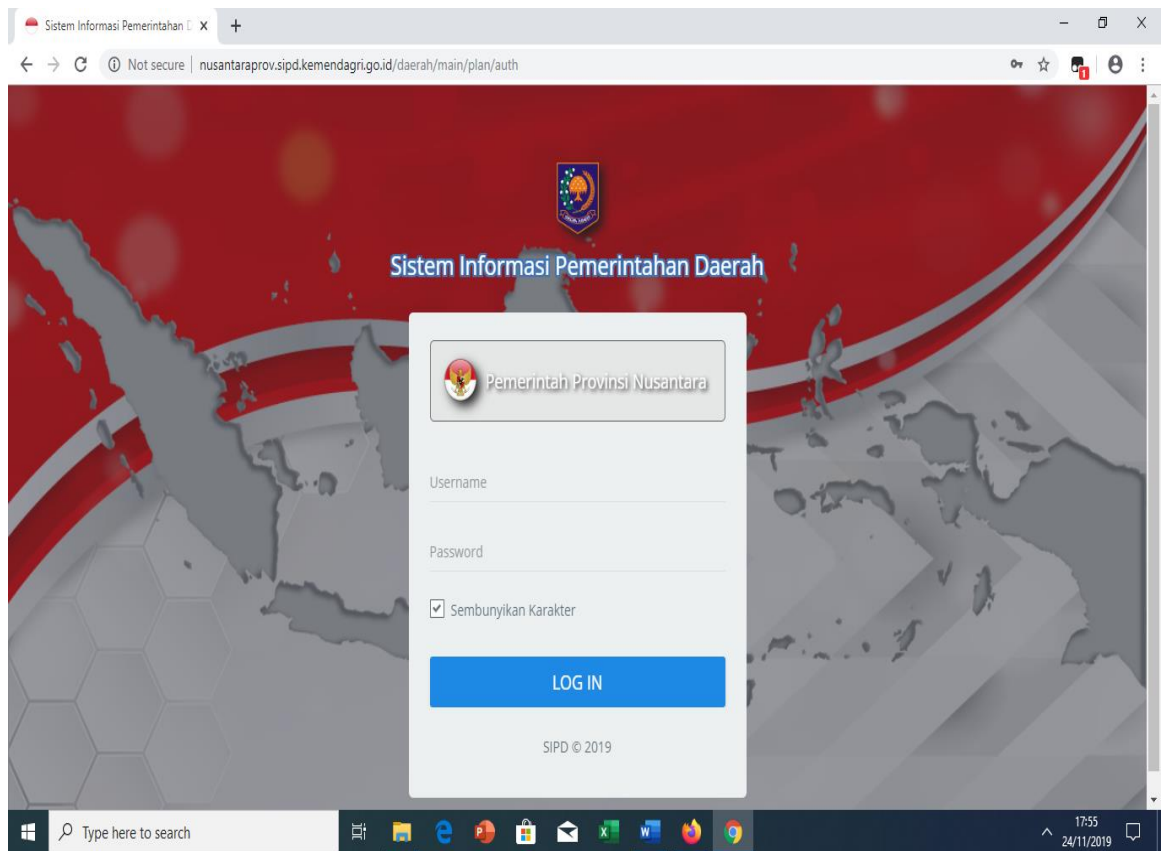 Sistem Informasi Pemerintahan D
Not secure | nusantaraprov.sipd.kemendagri.go.id/daerah/main/plan/auth
1
Sistem Informasi Pemerintahan Daerah
Pemerintah Provinsi Nusantara
Username
Password
Sembunyikan Karakter
LOG IN
SIPD © 2019
Type here to search
17:55
24/11/2019